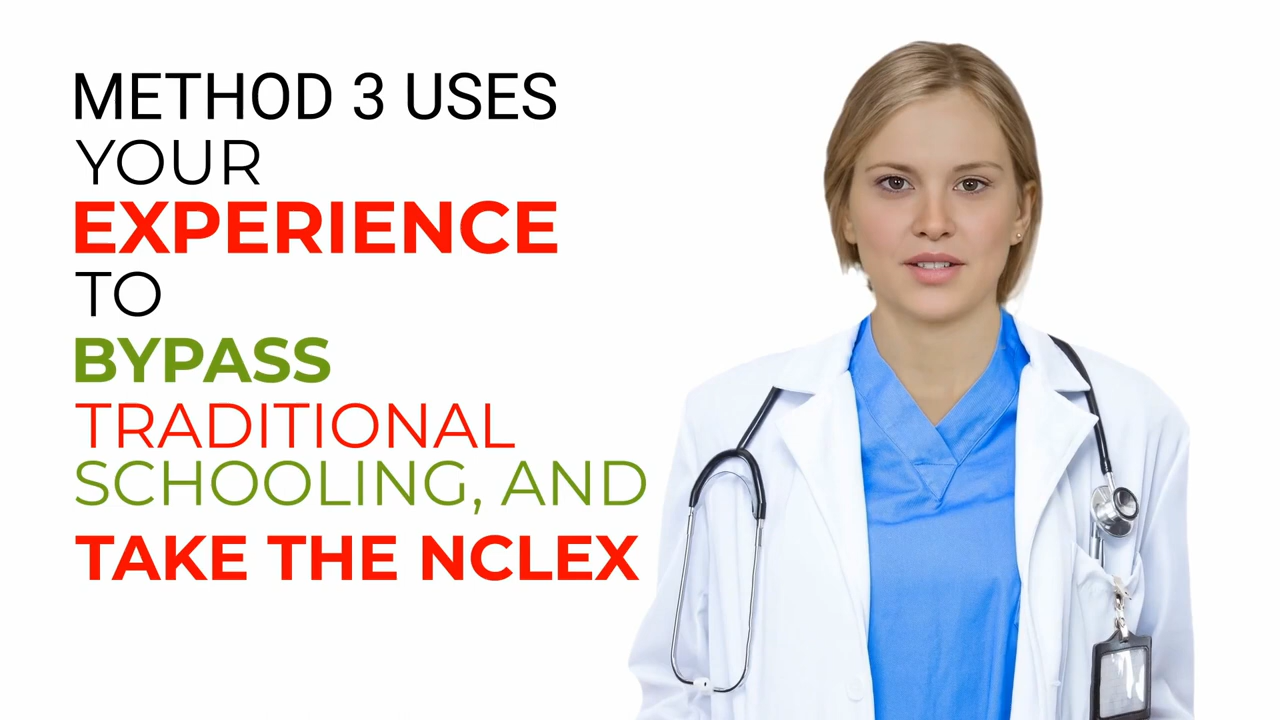 METHOD 3 USES
YOUR
EXPERIENCE
TO
BYPASS
TRADITIONAL
SCHOOLING, AND
TAKE THE NCLEX